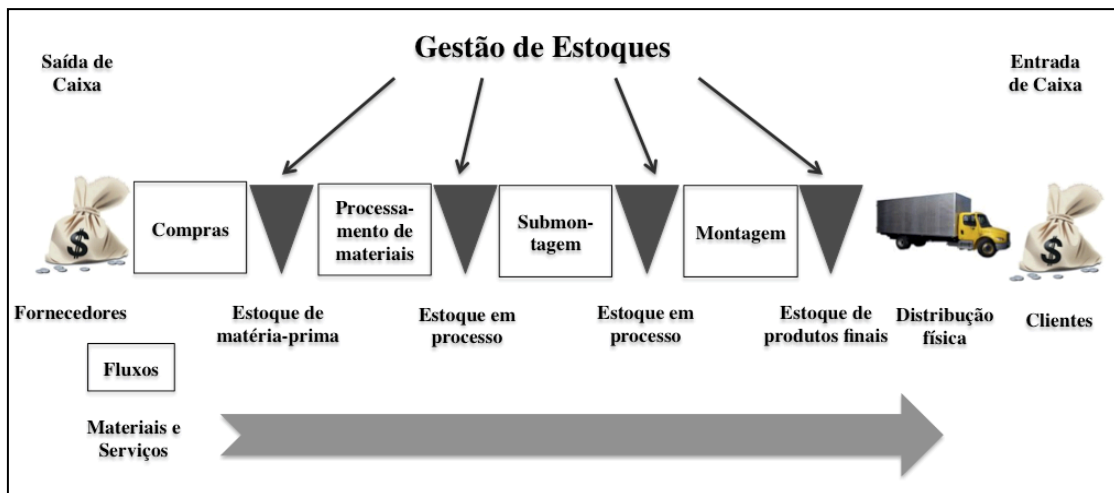 Gestão de Estoques
Saída de
Caixa
Entrada
de Caixa
$
Compras
Processa-
mento de
materiais
Submon-
tagem
Montagem
$
Fornecedores
Estoque de
matéria-prima
Estoque em
processo
Estoque em
processo
Estoque de
produtos finais
Distribução
física
Clientes
Fluxos
Materiais e
Serviços